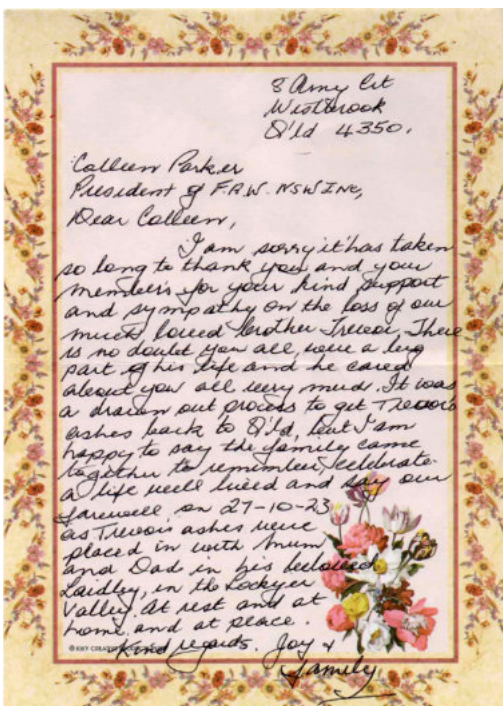 8 Amy Crt
Westbrook
Q'ld 4350.
Colleen Parker
President of F.A.W. NSW Inc,
Dear Colleen,
I am sorry it has taken
so long to thank you and your
member's for your kind support
and sympathy on the loss of our
much loved brother Trevor. There
is no doubt you all, were a big
part of his life and he cared
about you all very much. It was
a drawn out process to get Trevor's
ashes back to Q'ld, but I am
happy to say the family came
together to remember, celebrate
a life well lived and say our
farewell, on 27-10-23
as Trevors ashes were
placed in with Mum
and Dad in his beloved
Laidley, in the Lockyer
Valley. At rest and at
home, and at peace.
Kind regards. Joy &
Family